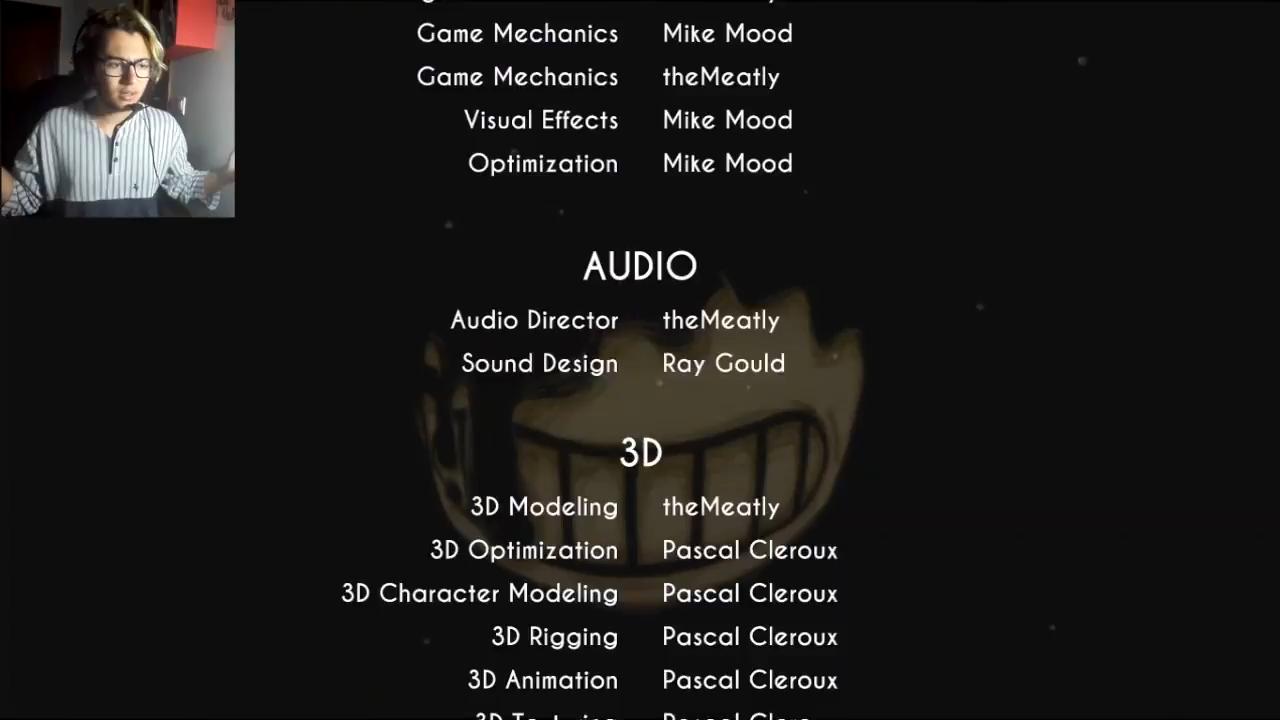 Game Mechanics Mike Mood
Game Mechanics theMeatly
Visual Effects Mike Mood
Optimization Mike Mood
AUDIO
Audio Director theMeatly
Sound Design Ray Gould
3D
3D Modeling theMeatly
3D Optimization Pascal Cleroux
3D Character Modeling Pascal Cleroux
3D Rigging Pascal Cleroux
3D Animation Pascal Cleroux